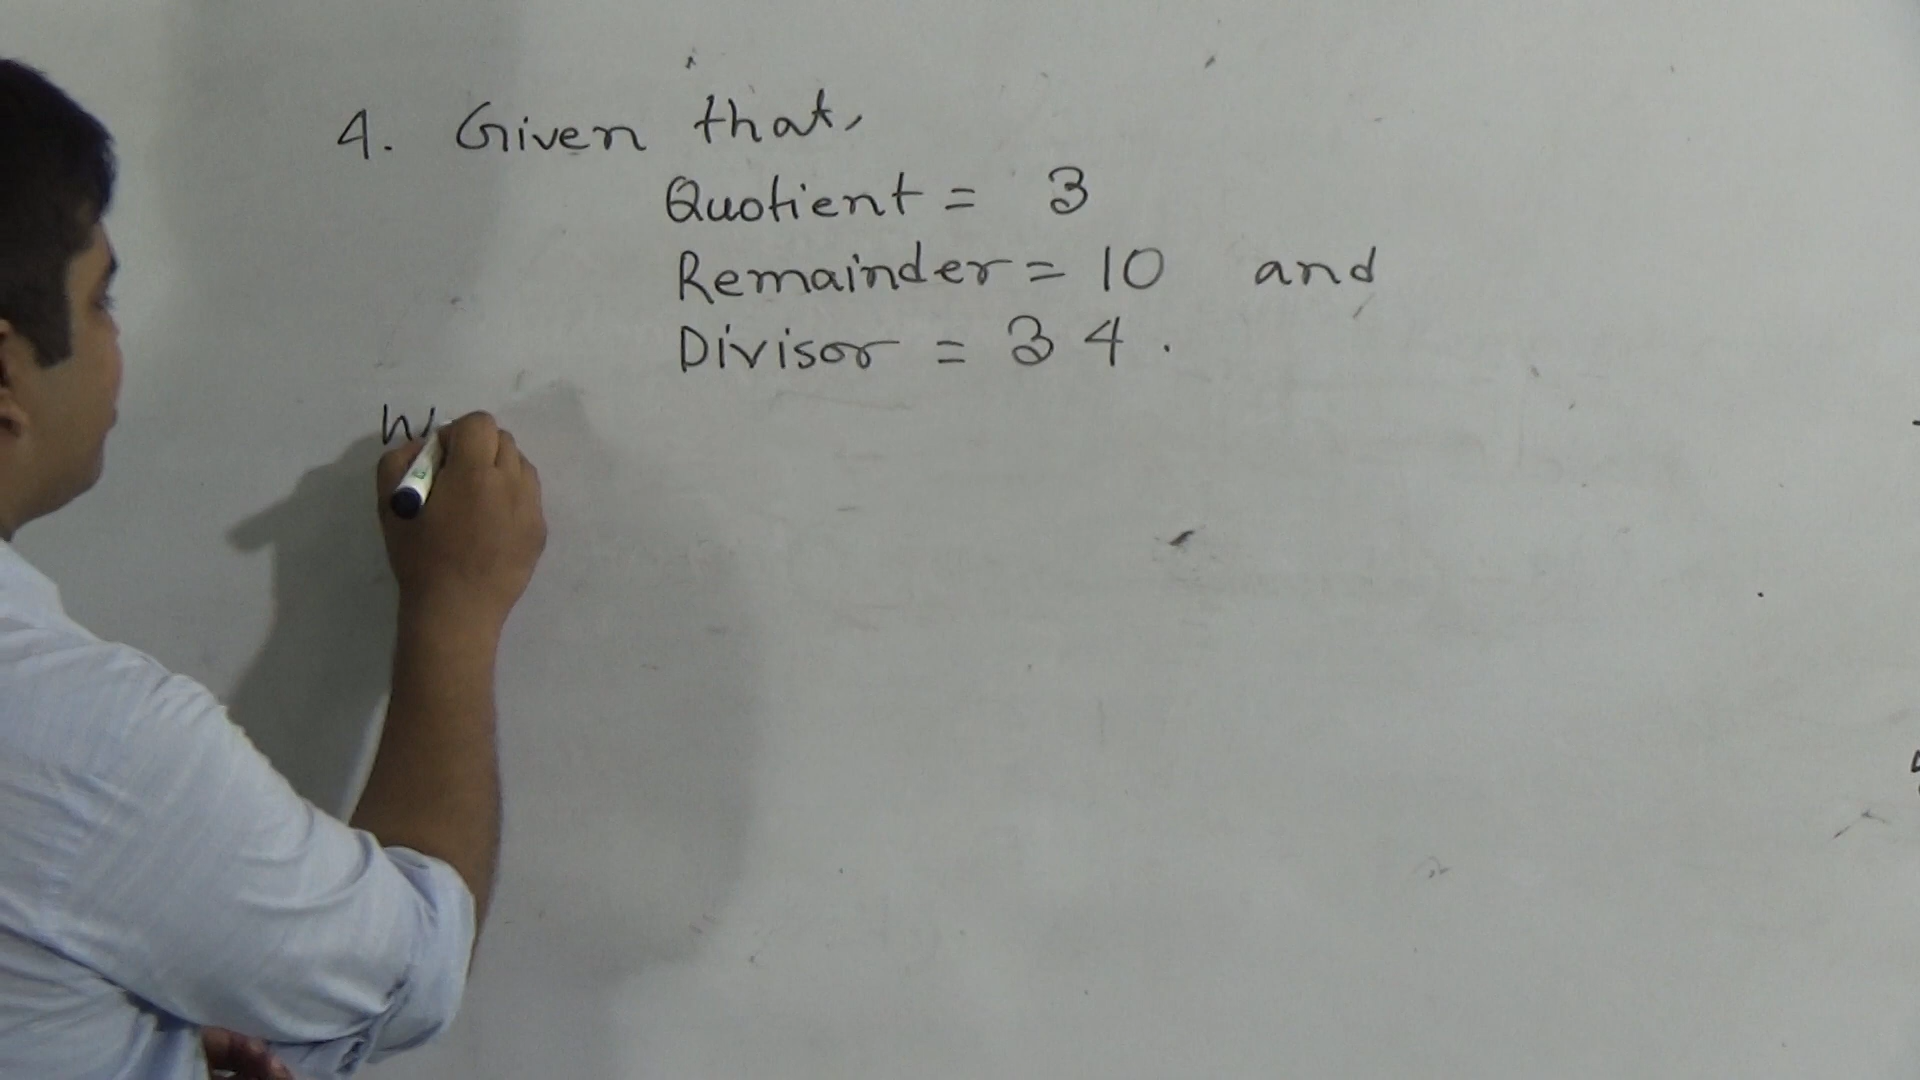 4. Given that,
Quotient = 3
Remainder = 10 and
Divisor = 34.